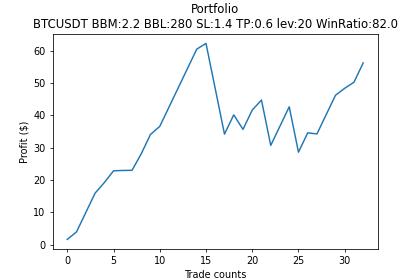 Portfolio
BTCUSDT BBM:2.2 BBL:280 SL:1.4 TP:0.6 lev:20 WinRatio:82.0
60
50
40
30
20
10
0
Profit ($)
0 5 10 15 20 25 30
Trade counts